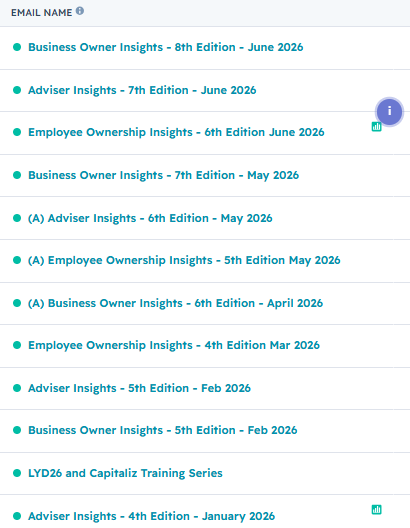 EMAIL NAME i
Business Owner Insights - 8th Edition - June 2026
Adviser Insights - 7th Edition - June 2026
i
Employee Ownership Insights - 6th Edition June 2026
Business Owner Insights - 7th Edition - May 2026
(A) Adviser Insights - 6th Edition - May 2026
(A) Employee Ownership Insights - 5th Edition May 2026
(A) Business Owner Insights - 6th Edition - April 2026
Employee Ownership Insights - 4th Edition Mar 2026
Adviser Insights - 5th Edition - Feb 2026
Business Owner Insights - 5th Edition - Feb 2026
LYD26 and Capitaliz Training Series
Adviser Insights - 4th Edition - January 2026